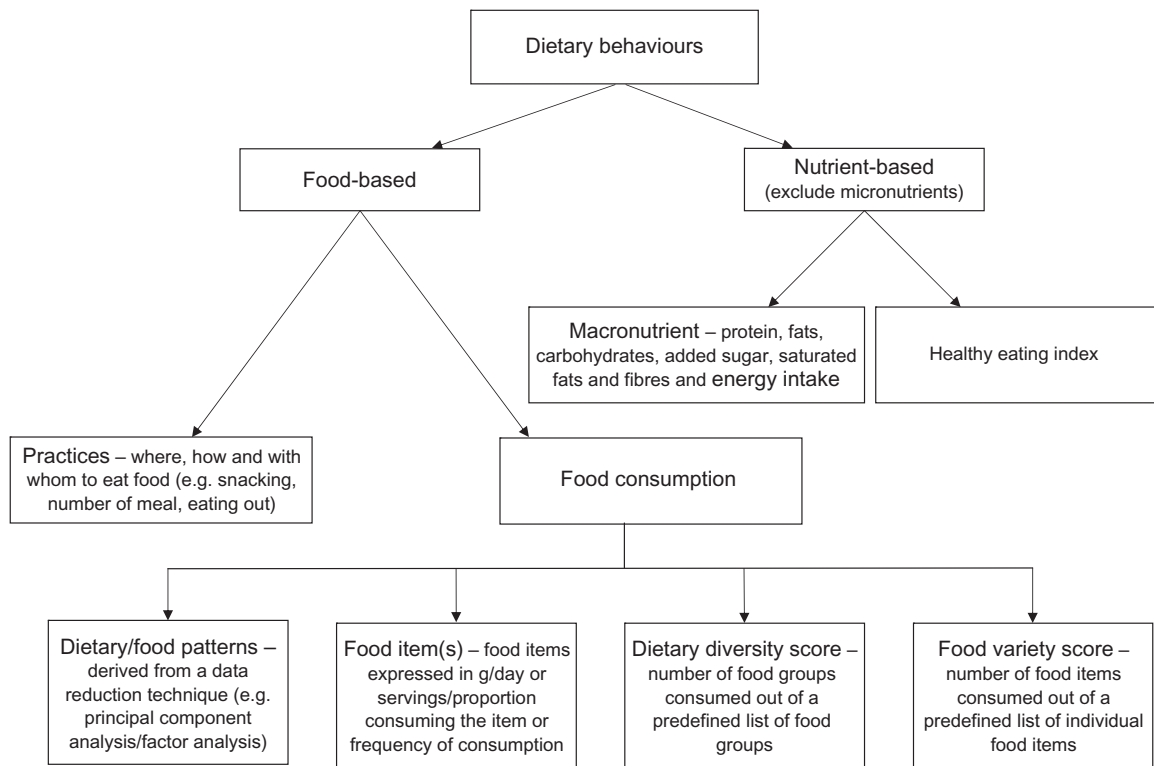 Dietary behaviours
Food-based
Nutrient-based
(exclude micronutrients)
Macronutrient – protein, fats,
carbohydrates, added sugar, saturated
fats and fibres and energy intake
Healthy eating index
Practices – where, how and with
whom to eat food (e.g. snacking,
number of meal, eating out)
Food consumption
Dietary/food patterns –
derived from a data
reduction technique (e.g.
principal component
analysis/factor analysis)
Food item(s) – food items
expressed in g/day or
servings/proportion
consuming the item or
frequency of consumption
Dietary diversity score –
number of food groups
consumed out of a
predefined list of food
groups
Food variety score –
number of food items
consumed out of a
predefined list of individual
food items